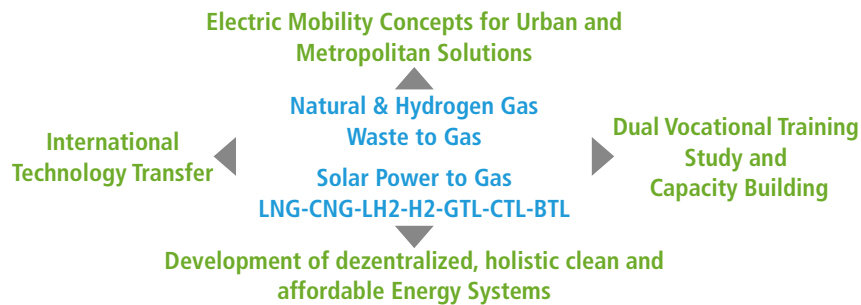 Electric Mobility Concepts for Urban and
Metropolitan Solutions
Natural & Hydrogen Gas
Waste to Gas
International
Technology Transfer
Dual Vocational Training
Study and
Capacity Building
Solar Power to Gas
LNG-CNG-LH2-H2-GTL-CTL-BTL
Development of dezentralized, holistic clean and
affordable Energy Systems